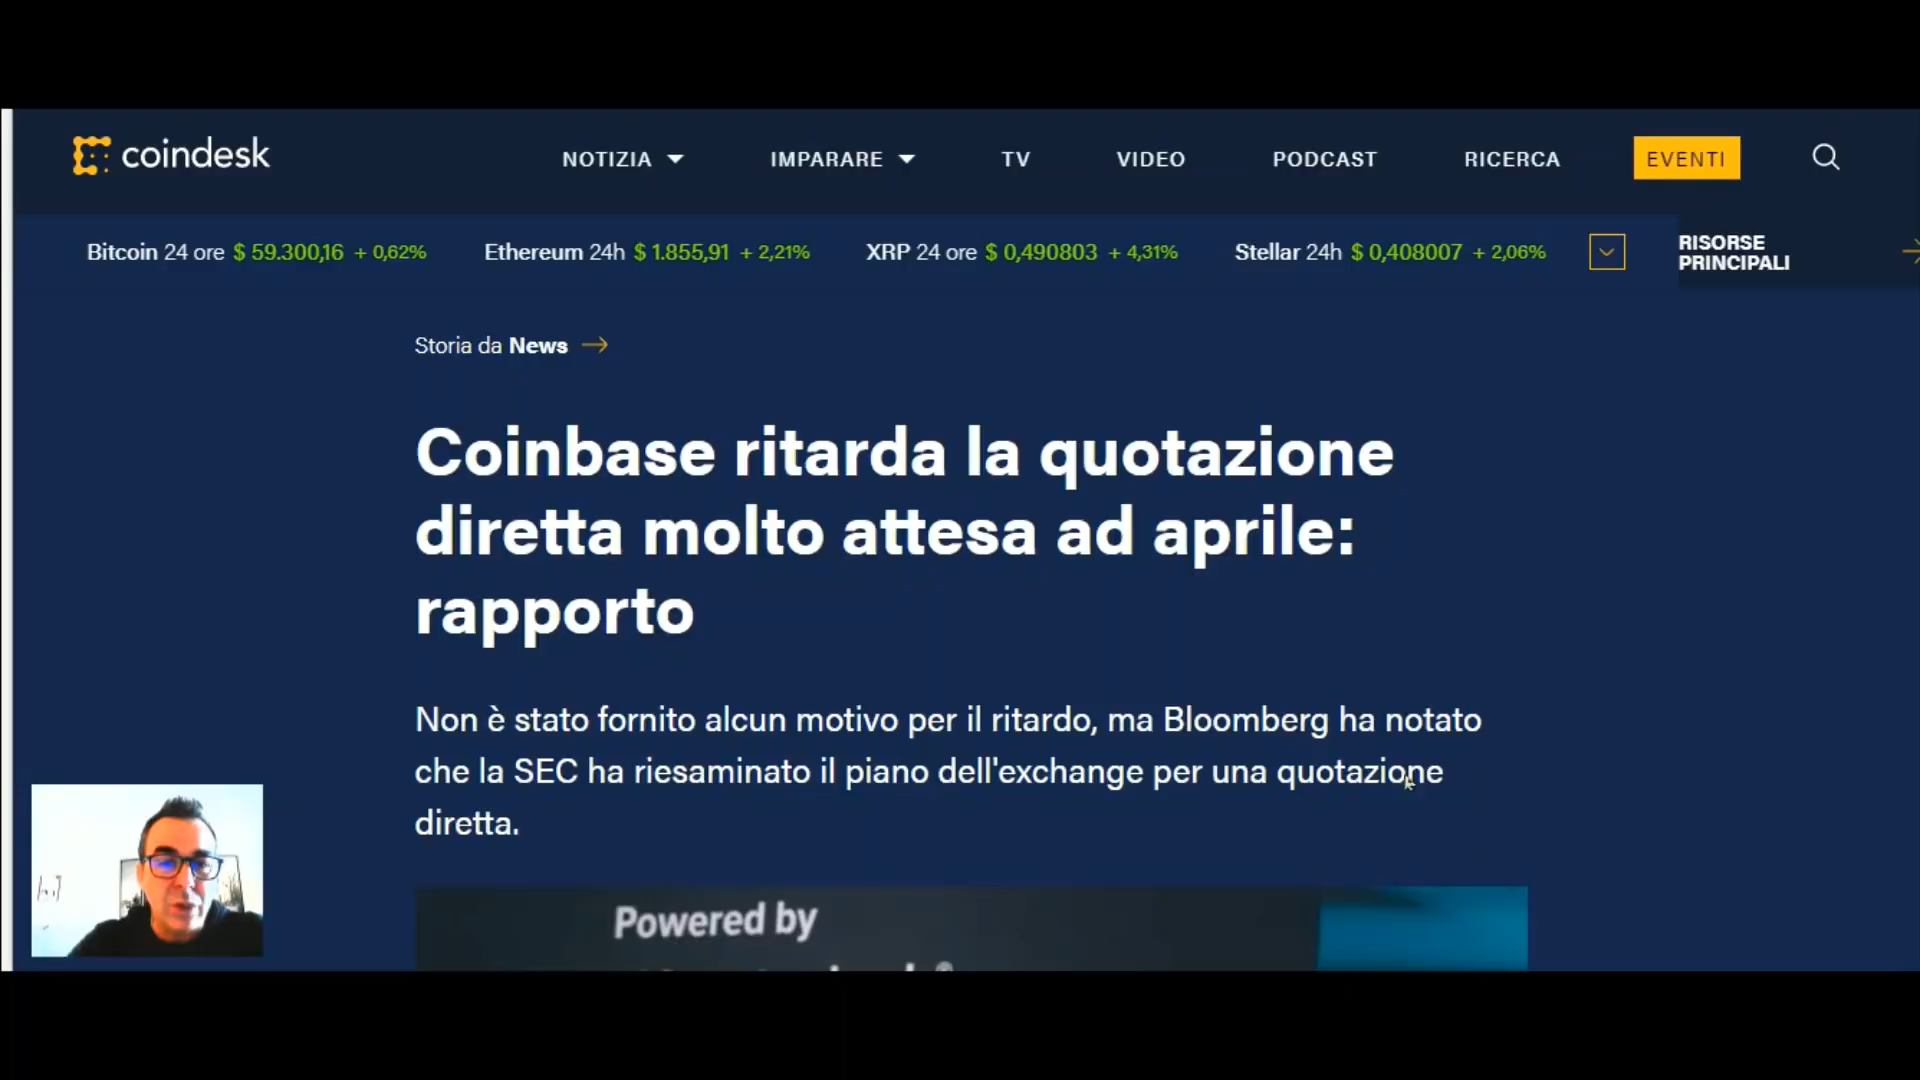 coindesk
NOTIZIA
IMPARARE
TV
VIDEO
PODCAST
RICERCA
EVENTI
Bitcoin 24 ore $ 59.300,16 + 0,62%
Ethereum 24h $ 1.855,91 + 2,21%
XRP 24 ore $ 0,490803 + 4,31%
Stellar 24h $ 0,408007 + 2,06%
RISORSE
PRINCIPALI
Storia da News
Coinbase ritarda la quotazione
diretta molto attesa ad aprile:
rapporto
Non è stato fornito alcun motivo per il ritardo, ma Bloomberg ha notato
che la SEC ha riesaminato il piano dell'exchange per una quotazione
diretta.
Powered by